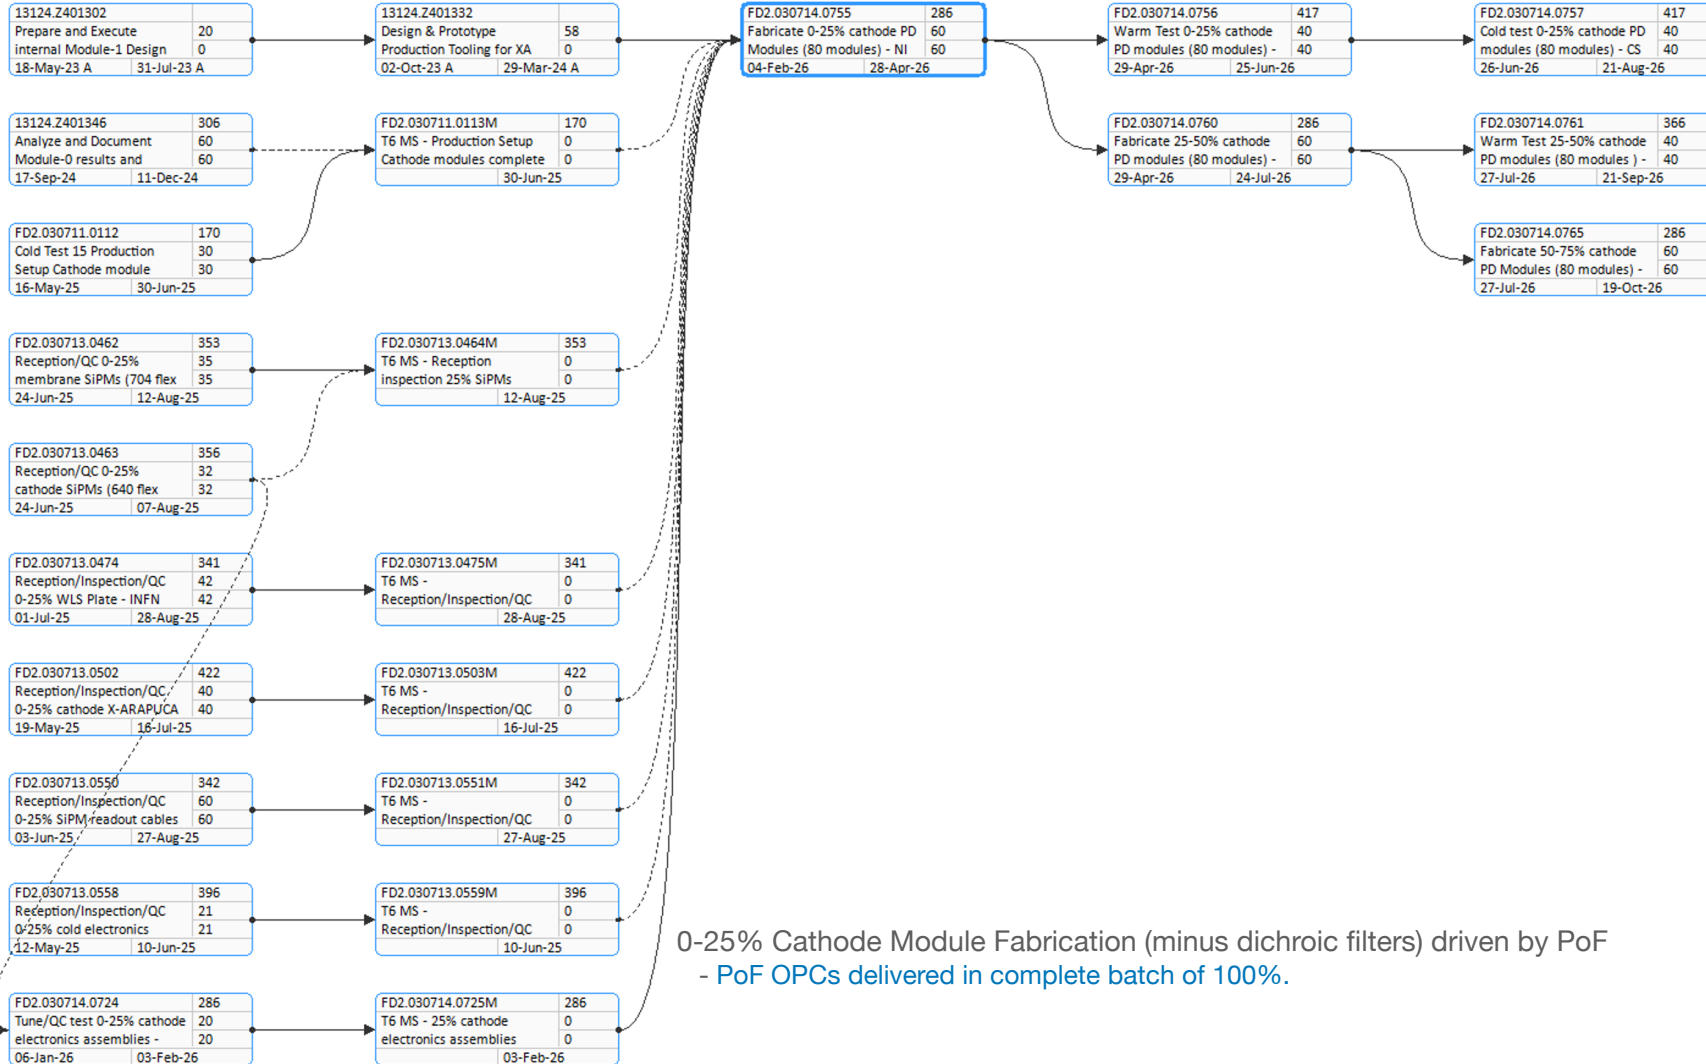 13124.Z401302
Prepare and Execute 20
internal Module-1 Design 0
18-May-23 A 31-Jul-23 A
13124.Z401332
Design & Prototype 58
Production Tooling for XA 0
02-Oct-23 A 29-Mar-24 A
FD2.030714.0755 286
Fabricate 0-25% cathode PD 60
Modules (80 modules) - NI 60
04-Feb-26 28-Apr-26
FD2.030714.0756 417
Warm Test 0-25% cathode 40
PD modules (80 modules) - 40
29-Apr-26 25-Jun-26
FD2.030714.0757 417
Cold test 0-25% cathode PD 40
modules (80 modules) - CS 40
26-Jun-26 21-Aug-26
13124.Z401346 306
Analyze and Document 60
Module-0 results and 60
17-Sep-24 11-Dec-24
FD2.030711.0113M 170
T6 MS - Production Setup 0
Cathode modules complete 0
30-Jun-25
FD2.030714.0760 286
Fabricate 25-50% cathode 60
PD modules (80 modules) - 60
29-Apr-26 24-Jul-26
FD2.030714.0761 366
Warm Test 25-50% cathode 40
PD modules (80 modules ) - 40
27-Jul-26 21-Sep-26
FD2.030711.0112 170
Cold Test 15 Production 30
Setup Cathode module 30
16-May-25 30-Jun-25
FD2.030714.0765 286
Fabricate 50-75% cathode 60
PD Modules (80 modules) - 60
27-Jul-26 19-Oct-26
FD2.030713.0462 353
Reception/QC 0-25% 35
membrane SiPMs (704 flex 35
24-Jun-25 12-Aug-25
FD2.030713.0464M 353
T6 MS - Reception 0
inspection 25% SiPMs 0
12-Aug-25
FD2.030713.0463 356
Reception/QC 0-25% 32
cathode SiPMs (640 flex 32
24-Jun-25 07-Aug-25
FD2.030713.0474 341
Reception/Inspection/QC 42
0-25% WLS Plate - INFN 42
01-Jul-25 28-Aug-25
FD2.030713.0475M 341
T6 MS - 0
Reception/Inspection/QC 0
28-Aug-25
FD2.030713.0502 422
Reception/Inspection/QC 40
0-25% cathode X-ARAPUCA 40
19-May-25 16-Jul-25
FD2.030713.0503M 422
T6 MS - 0
Reception/Inspection/QC 0
16-Jul-25
FD2.030713.0550 342
Reception/Inspection/QC 60
0-25% SiPM readout cables 60
03-Jun-25 27-Aug-25
FD2.030713.0551M 342
T6 MS - 0
Reception/Inspection/QC 0
27-Aug-25
FD2.030713.0558 396
Reception/Inspection/QC 21
0-25% cold electronics 21
12-May-25 10-Jun-25
FD2.030713.0559M 396
T6 MS - 0
Reception/Inspection/QC 0
10-Jun-25
0-25% Cathode Module Fabrication (minus dichroic filters) driven by PoF
- PoF OPCs delivered in complete batch of 100%.
FD2.030714.0724 286
Tune/QC test 0-25% cathode 20
electronics assemblies - 20
06-Jan-26 03-Feb-26
FD2.030714.0725M 286
T6 MS - 25% cathode 0
electronics assemblies 0
03-Feb-26